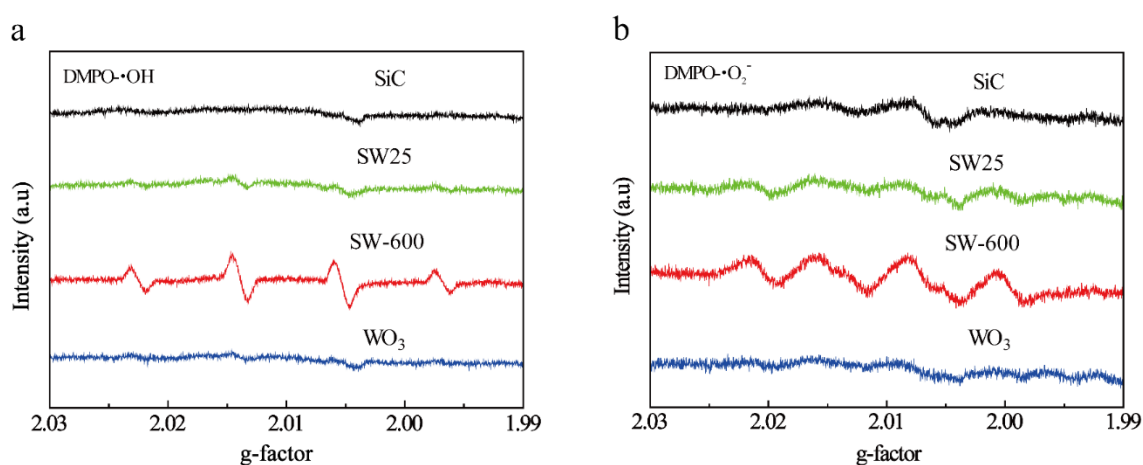 a
DMPO-•OH
SiC
SW25
SW-600
WO₃
Intensity (a.u)
2.03 2.02 2.01 2.00 1.99
g-factor
b
DMPO-•O₂⁻
SiC
SW25
SW-600
WO₃
Intensity (a.u)
2.03 2.02 2.01 2.00 1.99
g-factor